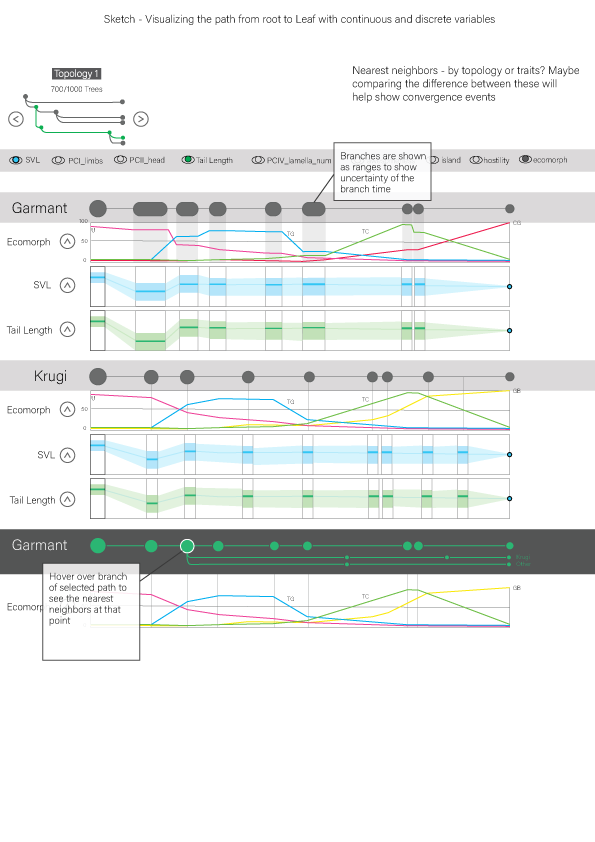 Sketch - Visualizing the path from root to Leaf with continuous and discrete variables
Topology 1
700/1000 Trees
< >
Nearest neighbors - by topology or traits? Maybe
comparing the difference between these will
help show convergence events
SVL PCI_limbs PCII_head Tail Length PCIV_lamella_num island hostility ecomorph
Branches are shown
as ranges to show
uncertainty of the
branch time
Garmant
100
50
0
U TG TC CG
Ecomorph
SVL
Tail Length
Krugi
50
0
U TG TC GB
Ecomorph
SVL
Tail Length
Garmant
Hover over branch
of selected path to
see the nearest
neighbors at that
point
Ecomorp
TG TC GB